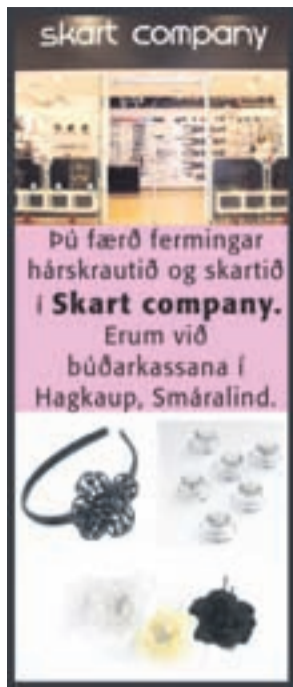 skart company
Þú færð fermingar
hárskrautið og skartið
í Skart company.
Erum við
búðarkassana í
Hagkaup, Smáralind.